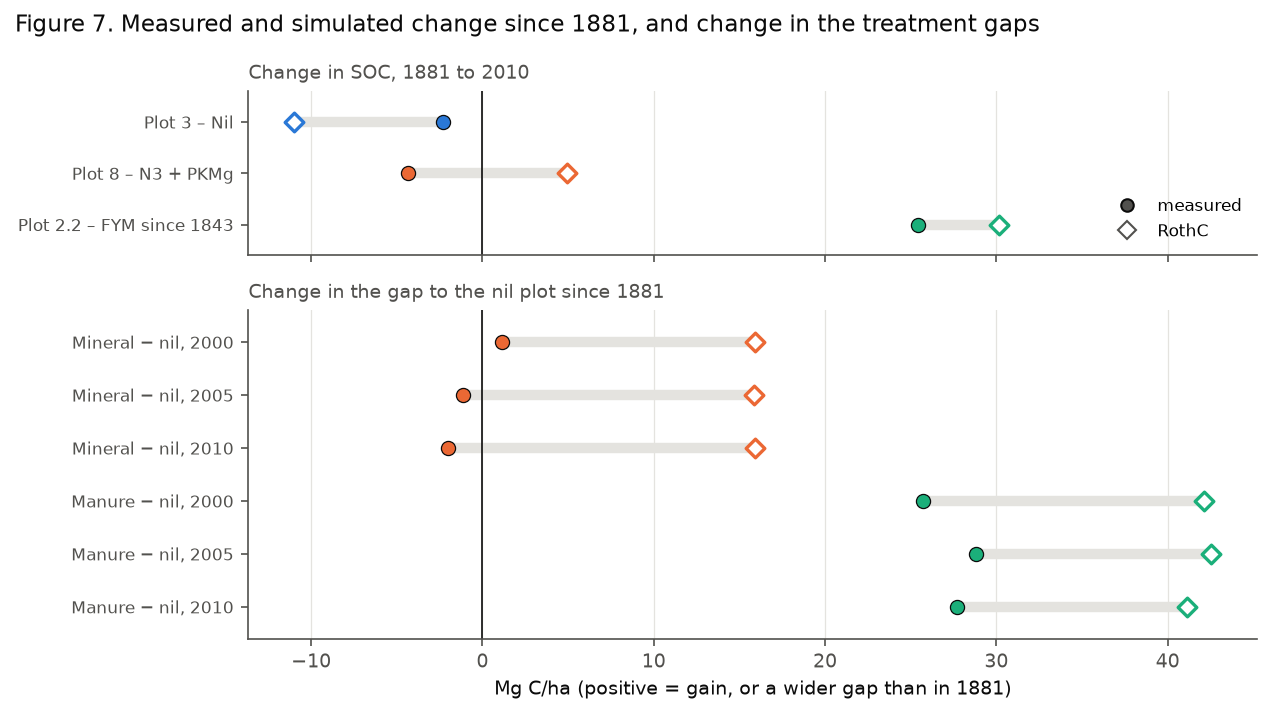 Figure 7. Measured and simulated change since 1881, and change in the treatment gaps
Change in SOC, 1881 to 2010
Plot 3 – Nil
Plot 8 – N3 + PKMg
Plot 2.2 – FYM since 1843
measured
RothC
Change in the gap to the nil plot since 1881
Mineral − nil, 2000
Mineral − nil, 2005
Mineral − nil, 2010
Manure − nil, 2000
Manure − nil, 2005
Manure − nil, 2010
−10 0 10 20 30 40
Mg C/ha (positive = gain, or a wider gap than in 1881)